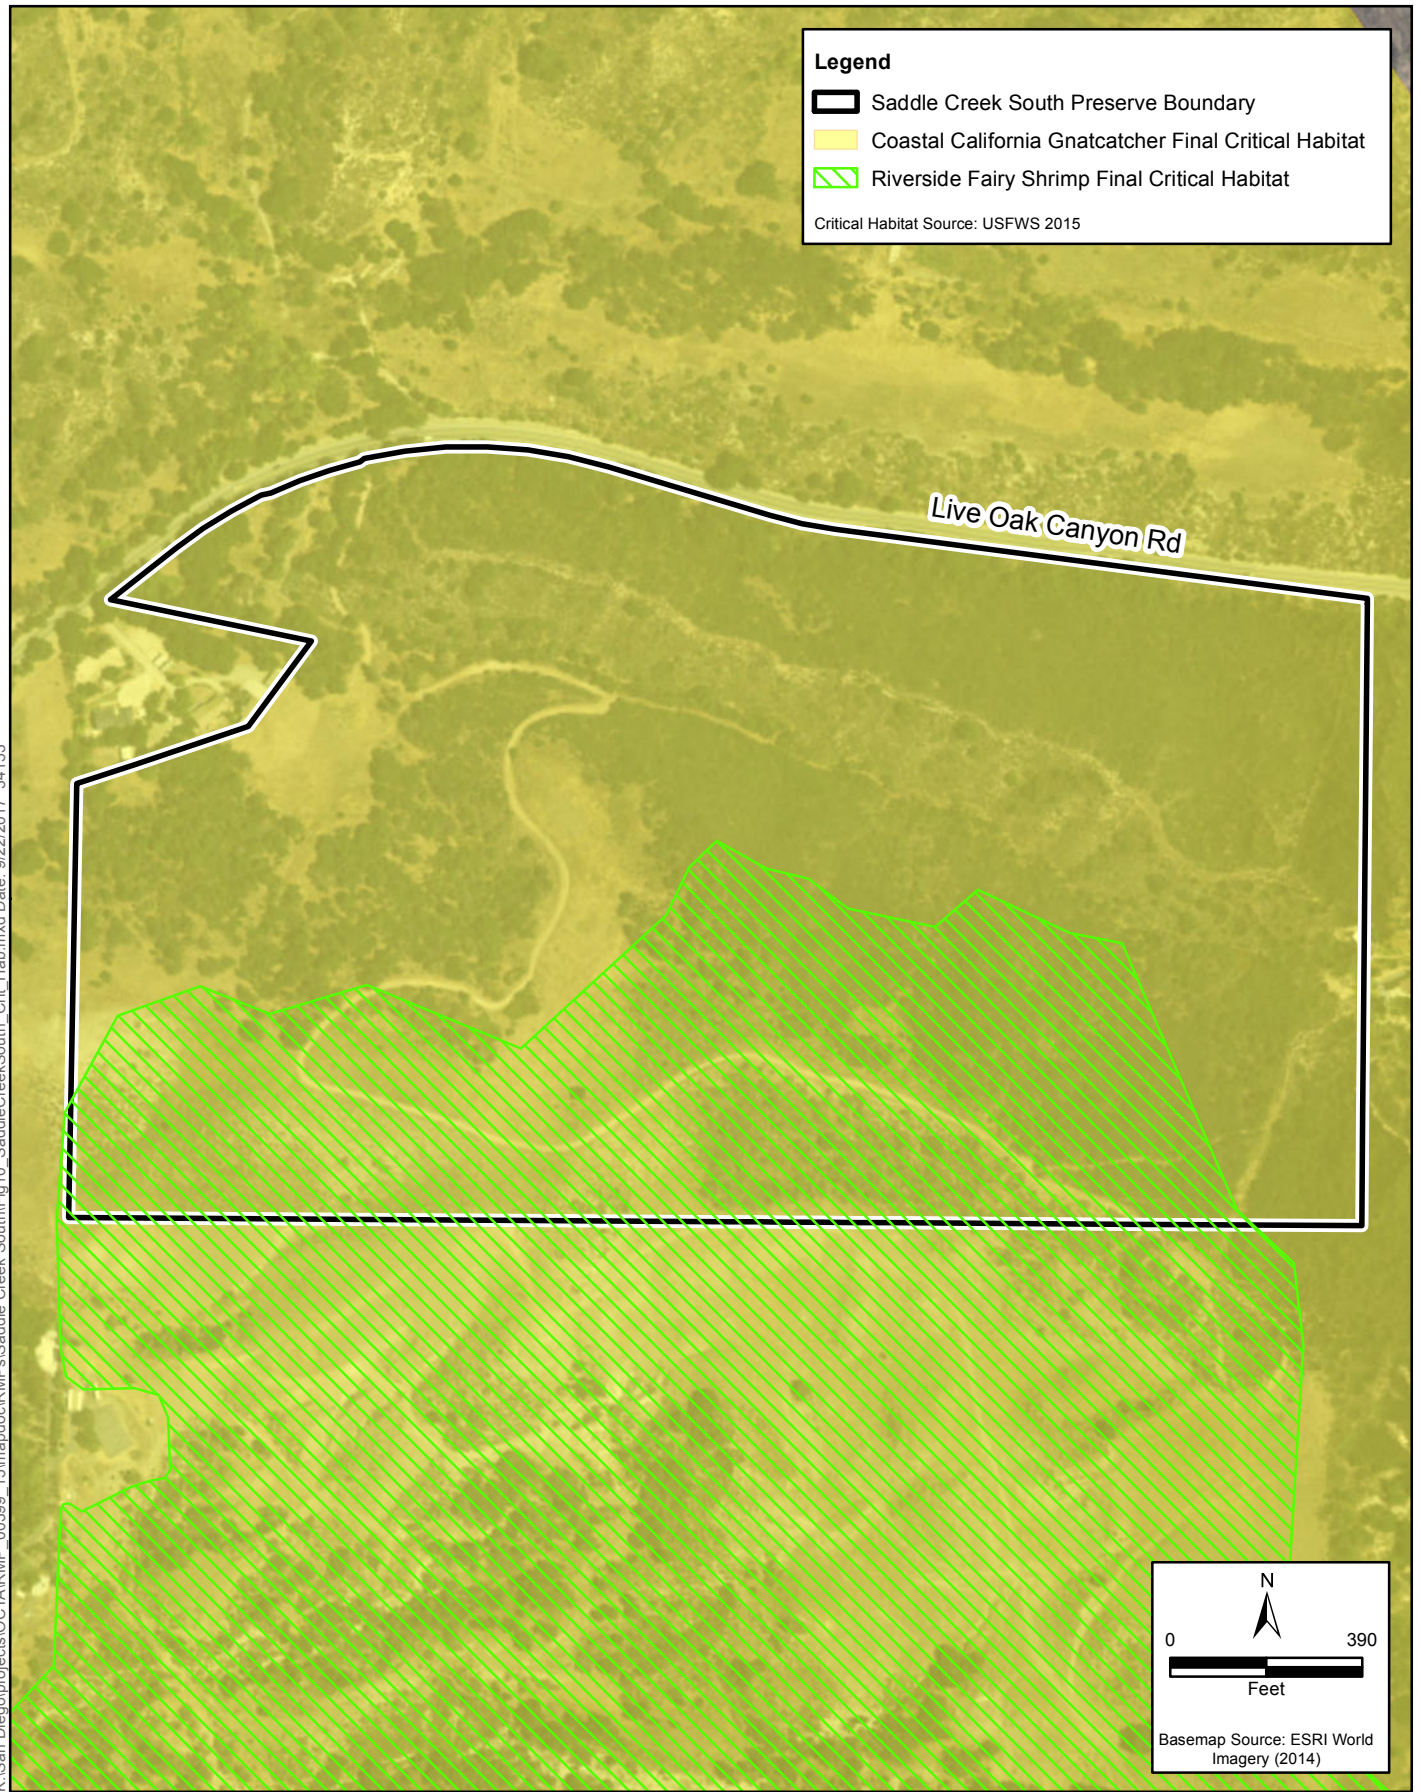 Legend
Saddle Creek South Preserve Boundary
Coastal California Gnatcatcher Final Critical Habitat
Riverside Fairy Shrimp Final Critical Habitat
Critical Habitat Source: USFWS 2015
Live Oak Canyon Rd
N
0 390
Feet
Basemap Source: ESRI World
Imagery (2014)